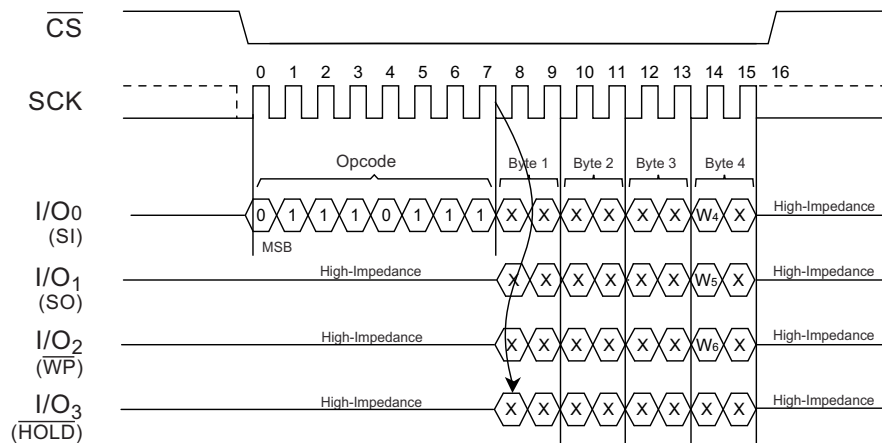 CS
0 1 2 3 4 5 6 7 8 9 10 11 12 13 14 15 16
SCK
Opcode Byte 1 Byte 2 Byte 3 Byte 4
I/O0 0 1 1 1 0 1 1 1 X X X X X X W4 X High-Impedance
(SI)
MSB
I/O1 High-Impedance X X X X X X W5 X High-Impedance
(SO)
I/O2 High-Impedance X X X X X X W6 X High-Impedance
(WP)
I/O3 High-Impedance X X X X X X X X High-Impedance
(HOLD)